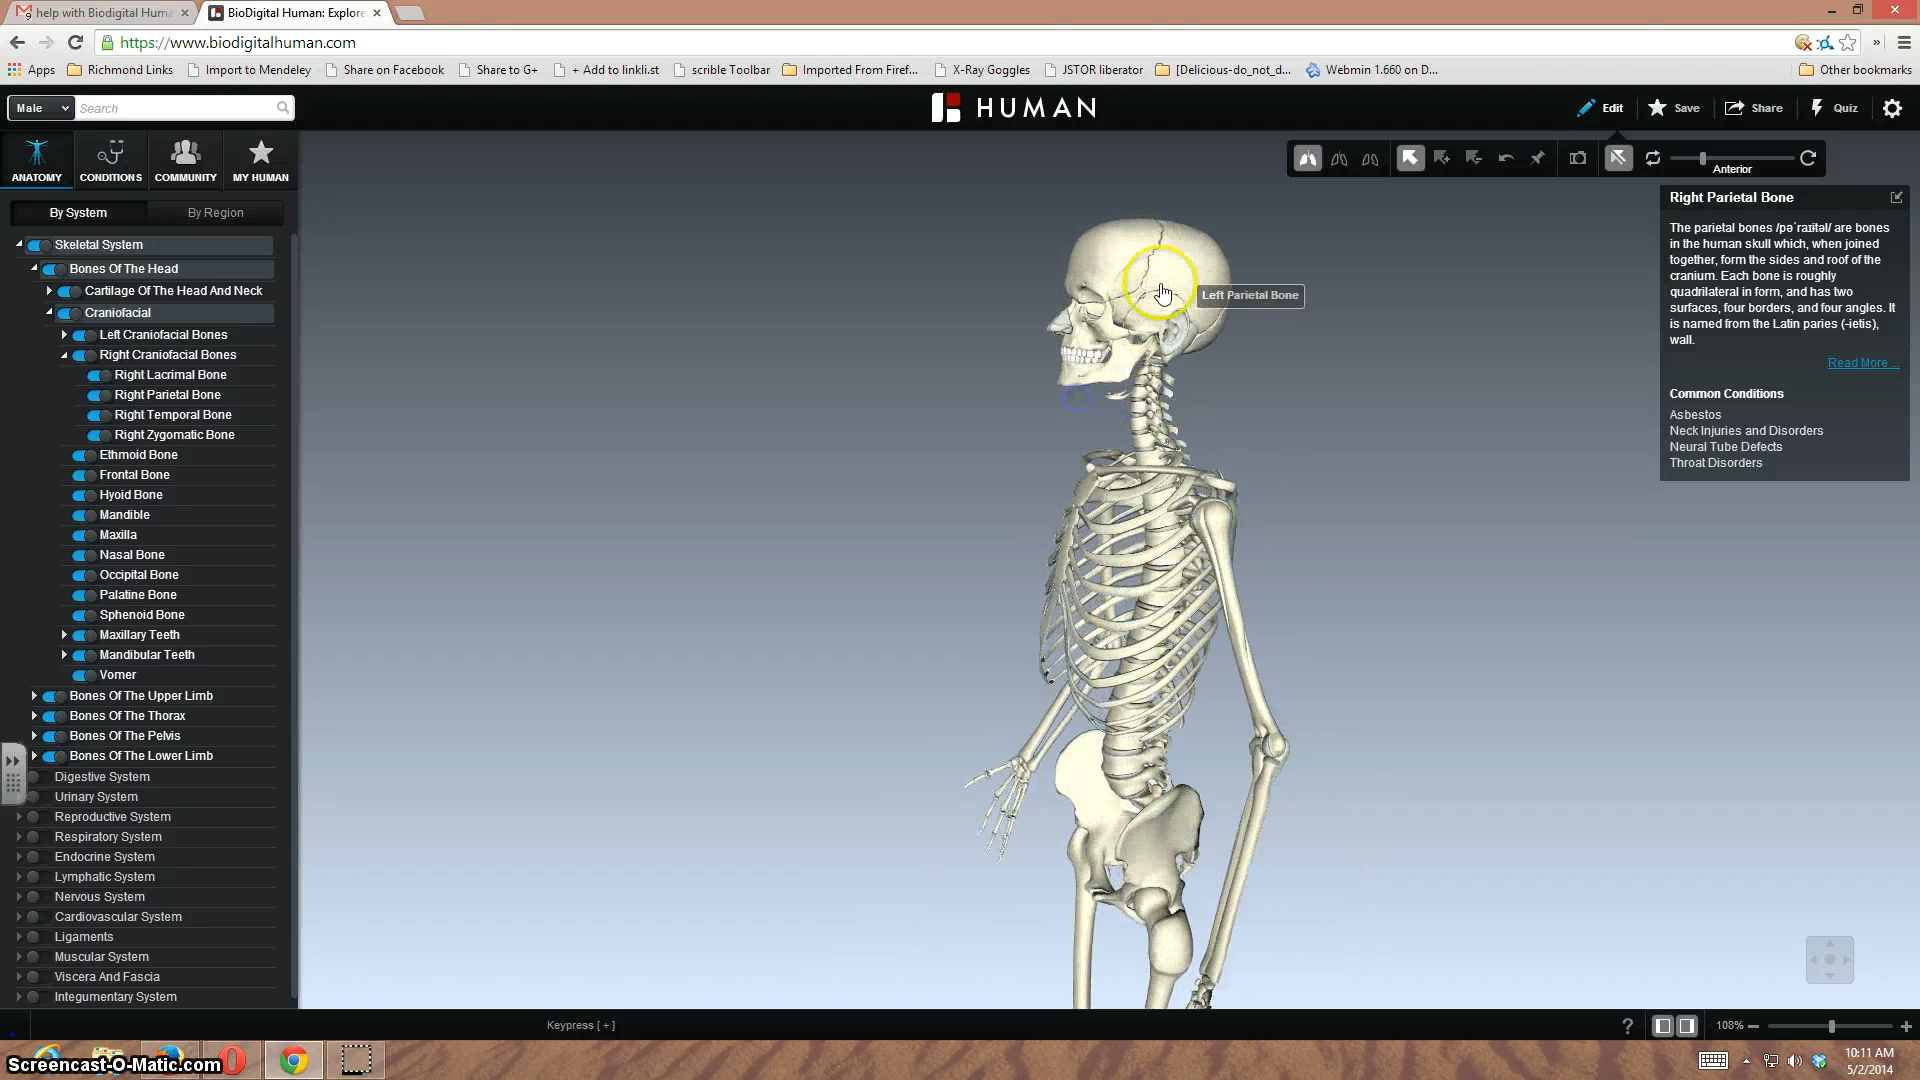 help with Biodigital Huma
BioDigital Human: Explore
https://www.biodigitalhuman.com
Apps
Richmond Links
Import to Mendeley
Share on Facebook
Share to G+
+ Add to linkli.st
scrible Toolbar
Imported From Firef...
X-Ray Goggles
JSTOR liberator
[Delicious-do_not_d...
Webmin 1.660 on D...
»
Other bookmarks
Male
Search
HUMAN
Edit
Save
Share
Quiz
ANATOMY
CONDITIONS
COMMUNITY
MY HUMAN
Anterior
By System
By Region
Skeletal System
Bones Of The Head
Cartilage Of The Head And Neck
Craniofacial
Left Craniofacial Bones
Right Craniofacial Bones
Right Lacrimal Bone
Right Parietal Bone
Right Temporal Bone
Right Zygomatic Bone
Ethmoid Bone
Frontal Bone
Hyoid Bone
Mandible
Maxilla
Nasal Bone
Occipital Bone
Palatine Bone
Sphenoid Bone
Maxillary Teeth
Mandibular Teeth
Vomer
Bones Of The Upper Limb
Bones Of The Thorax
Bones Of The Pelvis
Bones Of The Lower Limb
Digestive System
Urinary System
Reproductive System
Respiratory System
Endocrine System
Lymphatic System
Nervous System
Cardiovascular System
Ligaments
Muscular System
Viscera And Fascia
Integumentary System
Left Parietal Bone
Right Parietal Bone
The parietal bones /pəˈraɪɪtəl/ are bones
in the human skull which, when joined
together, form the sides and roof of the
cranium. Each bone is roughly
quadrilateral in form, and has two
surfaces, four borders, and four angles. It
is named from the Latin paries (-ietis),
wall.
Read More ...
Common Conditions
Asbestos
Neck Injuries and Disorders
Neural Tube Defects
Throat Disorders
Keypress [ + ]
?
108%
Screencast-O-Matic.com
10:11 AM
5/2/2014